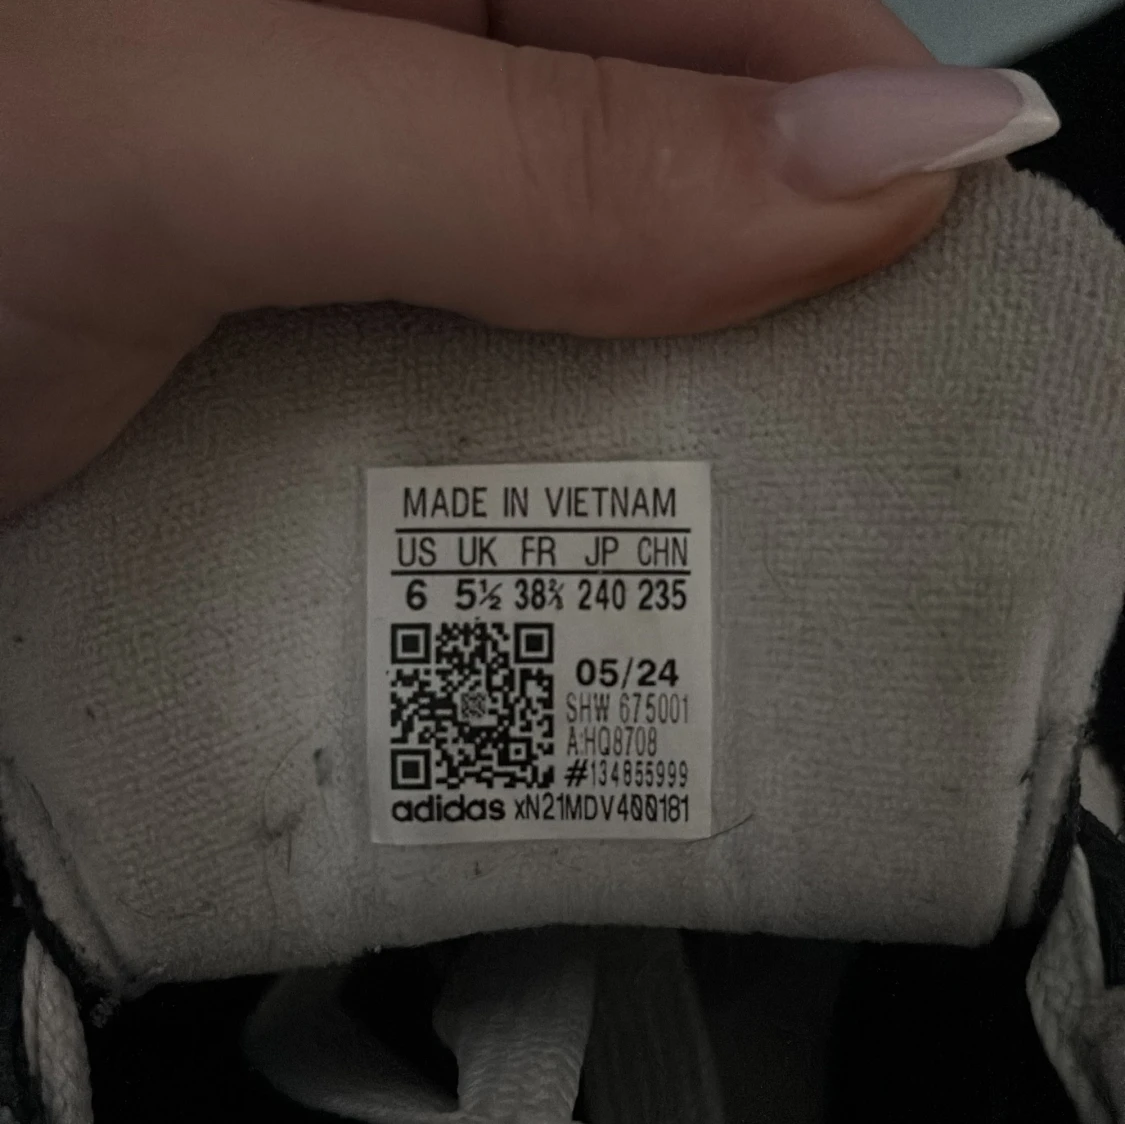 MADE IN VIETNAM
US UK FR JP CHN
6 5½ 38⅔ 240 235
05/24
SHW 675001
A:HQ8708
#134855999
adidas xN21MDV400181